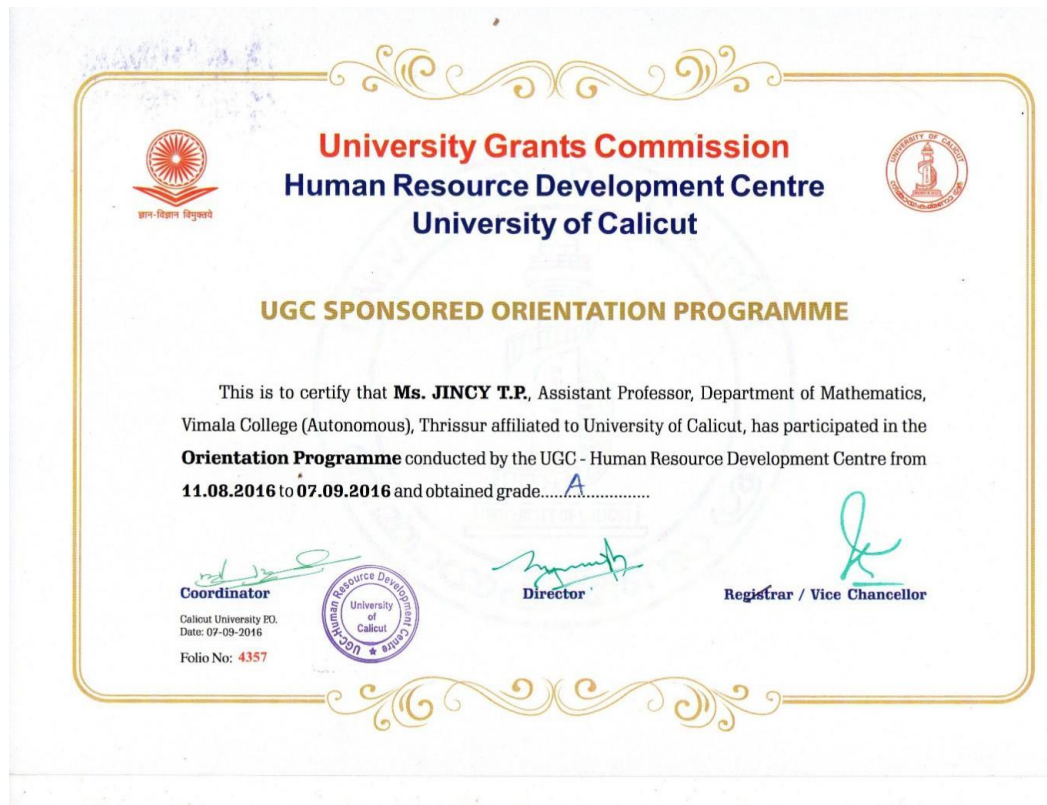 University Grants Commission
Human Resource Development Centre
University of Calicut
ज्ञान-विज्ञान विमुक्तये
UNIVERSITY OF CALICUT
UGC SPONSORED ORIENTATION PROGRAMME
This is to certify that Ms. JINCY T.P., Assistant Professor, Department of Mathematics,
Vimala College (Autonomous), Thrissur affiliated to University of Calicut, has participated in the
Orientation Programme conducted by the UGC - Human Resource Development Centre from
11.08.2016 to 07.09.2016 and obtained grade.....A......................
Coordinator
Director
Registrar / Vice Chancellor
Calicut University P.O.
Date: 07-09-2016
Folio No: 4357
UGC-Human Resource Development Centre
University
of
Calicut